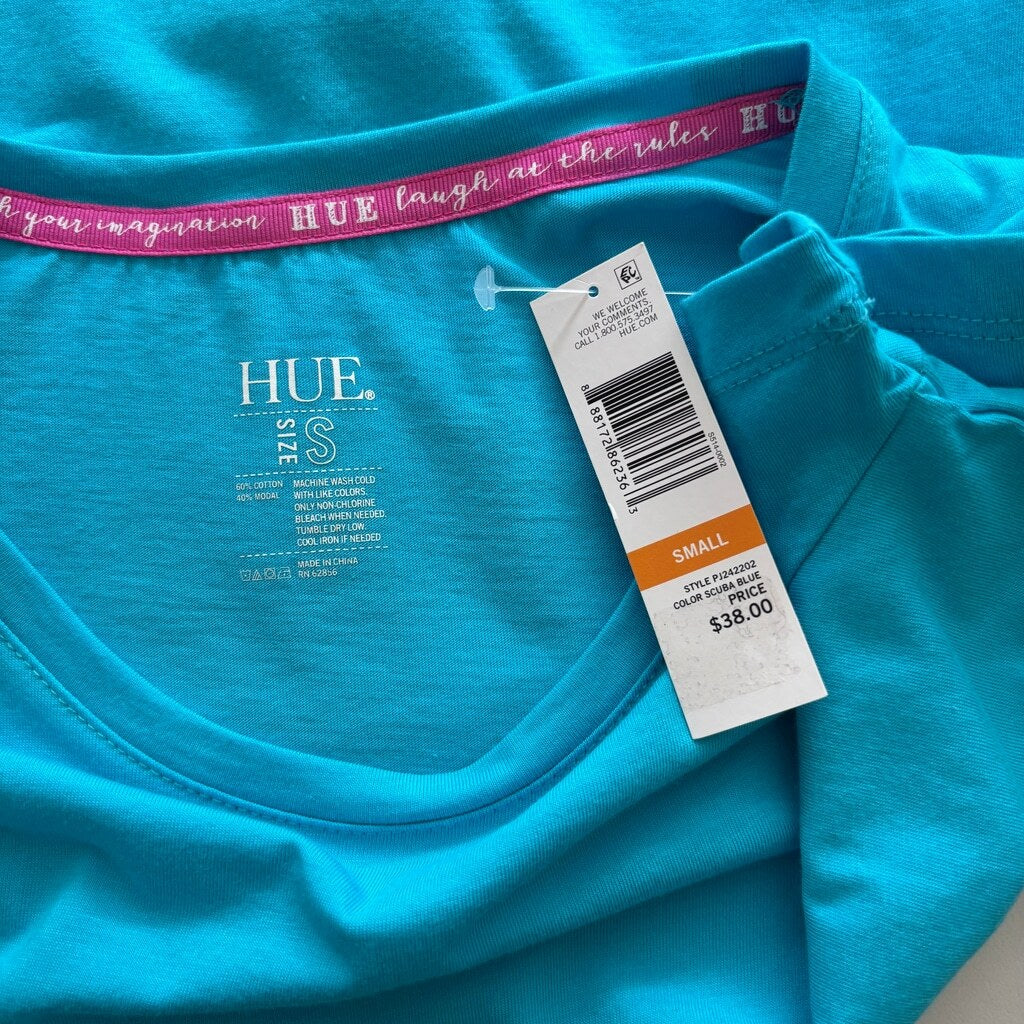 your imagination HUE laugh at the rules
HUE®
SIZE S
60% COTTON
40% MODAL
MACHINE WASH COLD
WITH LIKE COLORS.
ONLY NON-CHLORINE
BLEACH WHEN NEEDED.
TUMBLE DRY LOW.
COOL IRON IF NEEDED
MADE IN CHINA
RN 62856
WE WELCOME
YOUR COMMENTS.
CALL 1.800.575.3497
HUE.COM
8 88172 86236 3
S514-0002
SMALL
STYLE PJ242202
COLOR SCUBA BLUE
PRICE
$38.00